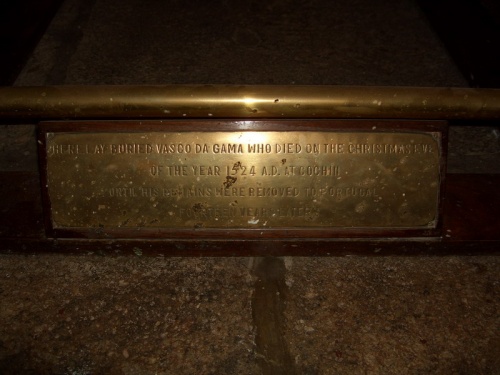 HERE LAY BURIED VASCO DA GAMA WHO DIED ON THE CHRISTMAS EVE
OF THE YEAR 1524 A.D. AT COCHIN
UNTIL HIS REMAINS WERE REMOVED TO PORTUGAL
YEARS LATER